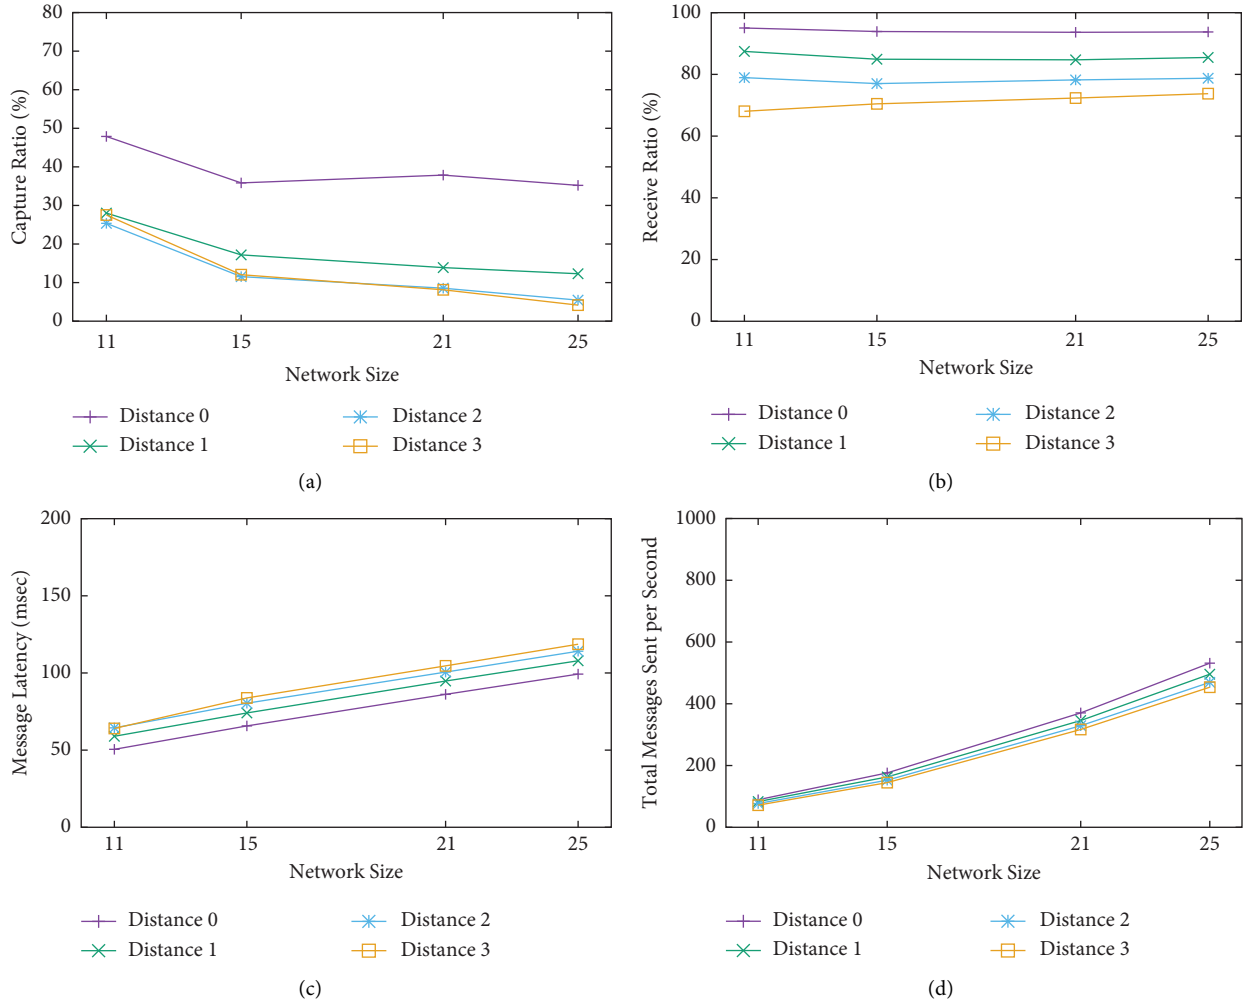 80
70
60
50
40
30
20
10
0
Capture Ratio (%)
11 15 21 25
Network Size
Distance 0 Distance 2
Distance 1 Distance 3
(a)
100
80
60
40
20
0
Receive Ratio (%)
11 15 21 25
Network Size
Distance 0 Distance 2
Distance 1 Distance 3
(b)
200
150
100
50
0
Message Latency (msec)
11 15 21 25
Network Size
Distance 0 Distance 2
Distance 1 Distance 3
(c)
1000
800
600
400
200
0
Total Messages Sent per Second
11 15 21 25
Network Size
Distance 0 Distance 2
Distance 1 Distance 3
(d)